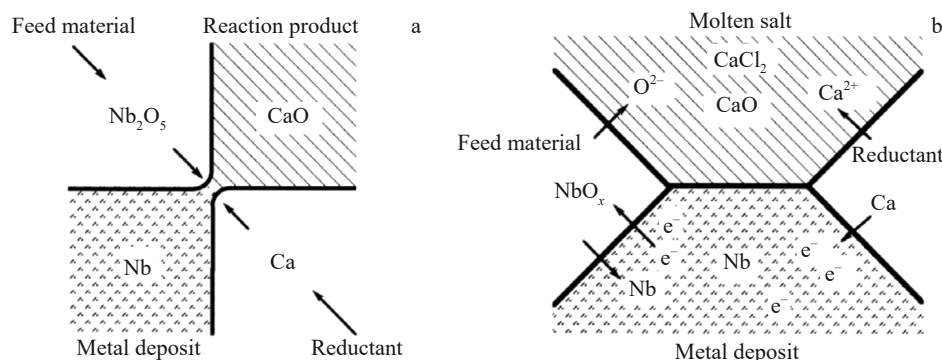 Feed material
Reaction product
a
Nb₂O₅
CaO
Nb
Ca
Metal deposit
Reductant
Molten salt
b
CaCl₂
O²⁻
CaO
Ca²⁺
Feed material
Reductant
NbOₓ
Ca
e⁻
e⁻
Nb
e⁻
e⁻
Nb
e⁻
Metal deposit